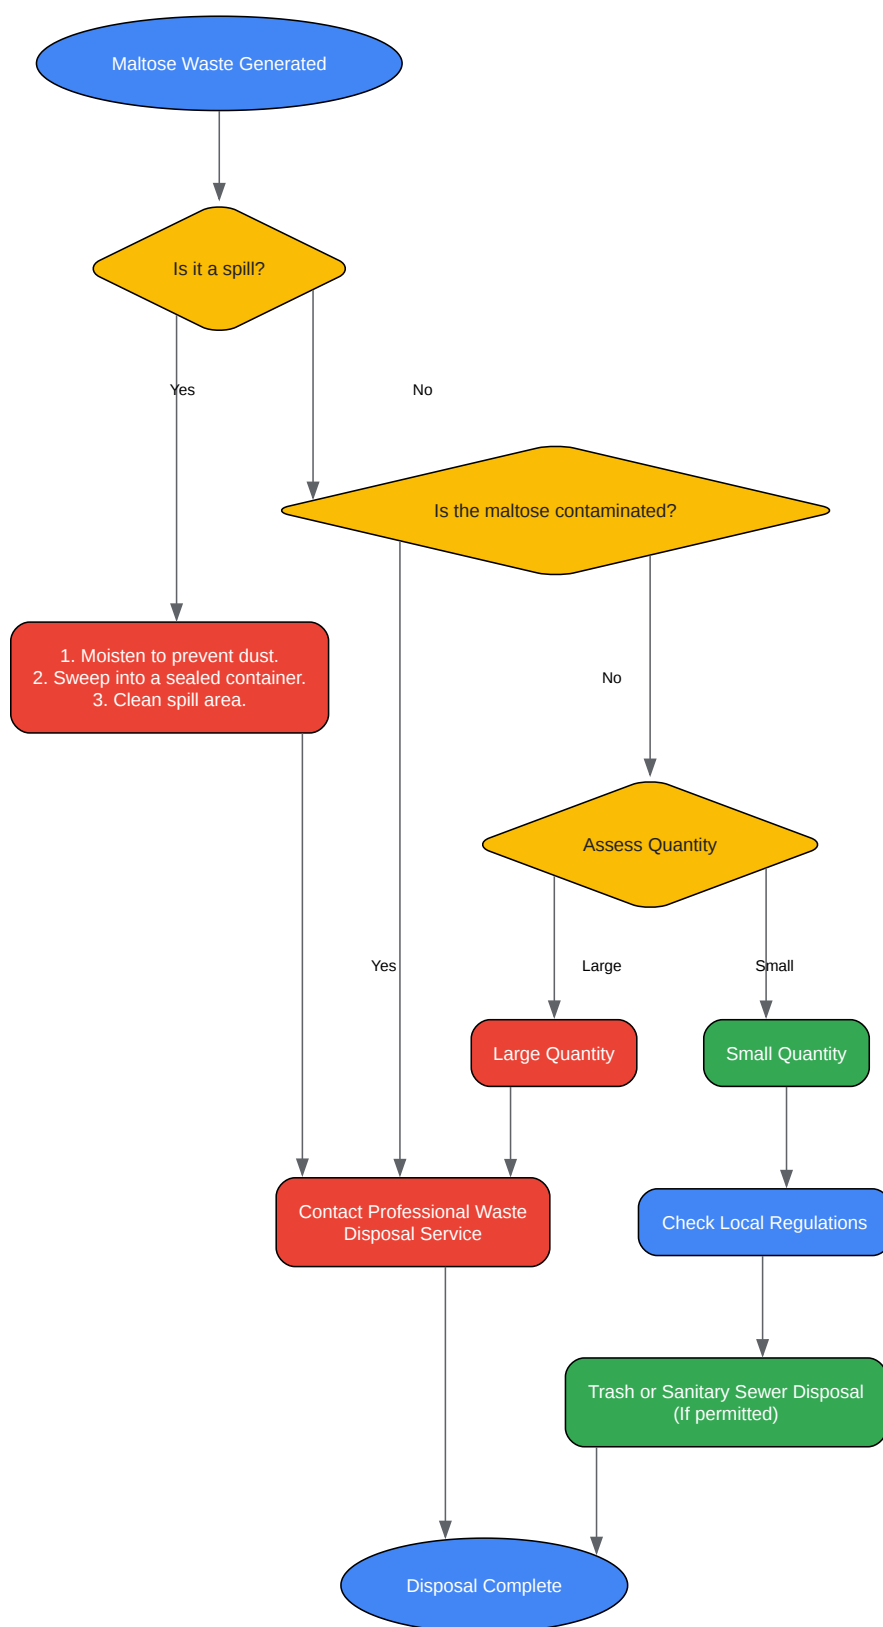 Maltose Waste Generated
Is it a spill?
Yes
No
Is the maltose contaminated?
1. Moisten to prevent dust.
2. Sweep into a sealed container.
3. Clean spill area.
No
Assess Quantity
Yes
Large
Small
Large Quantity
Small Quantity
Contact Professional Waste
Disposal Service
Check Local Regulations
Trash or Sanitary Sewer Disposal
(If permitted)
Disposal Complete